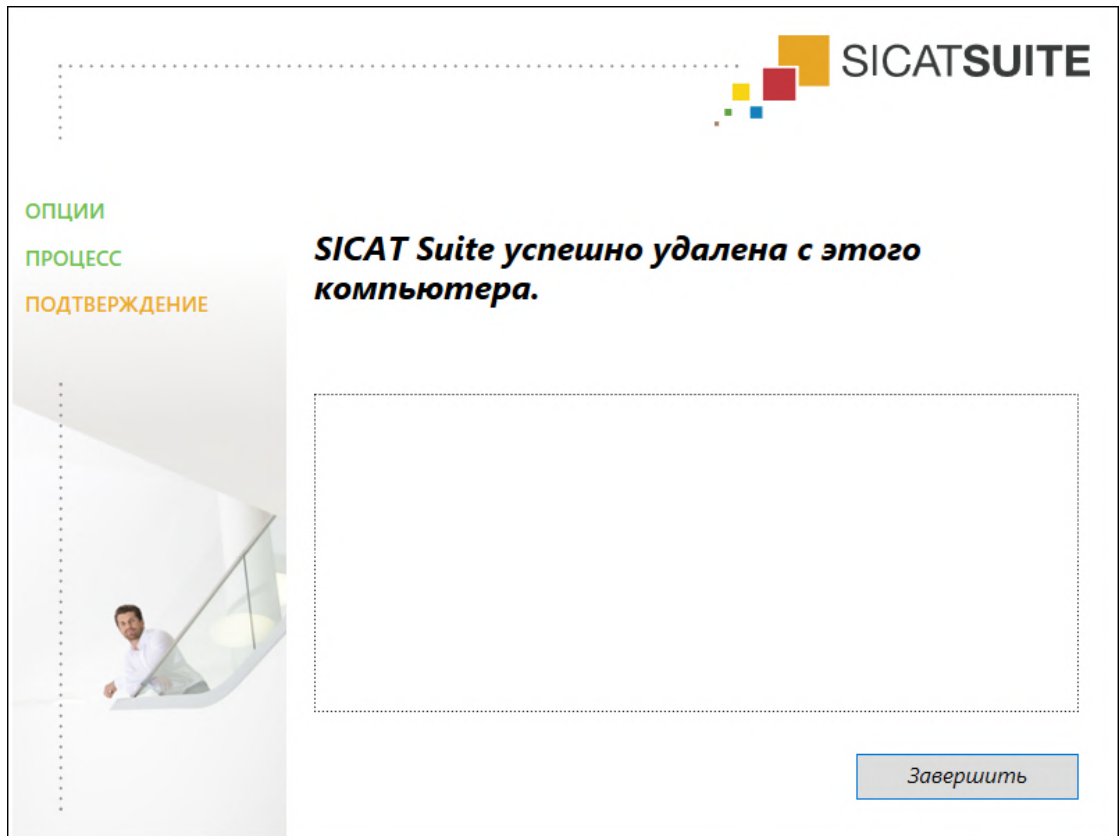 SICATSUITE
ОПЦИИ
ПРОЦЕСС
ПОДТВЕРЖДЕНИЕ
SICAT Suite успешно удалена с этого
компьютера.
Завершить